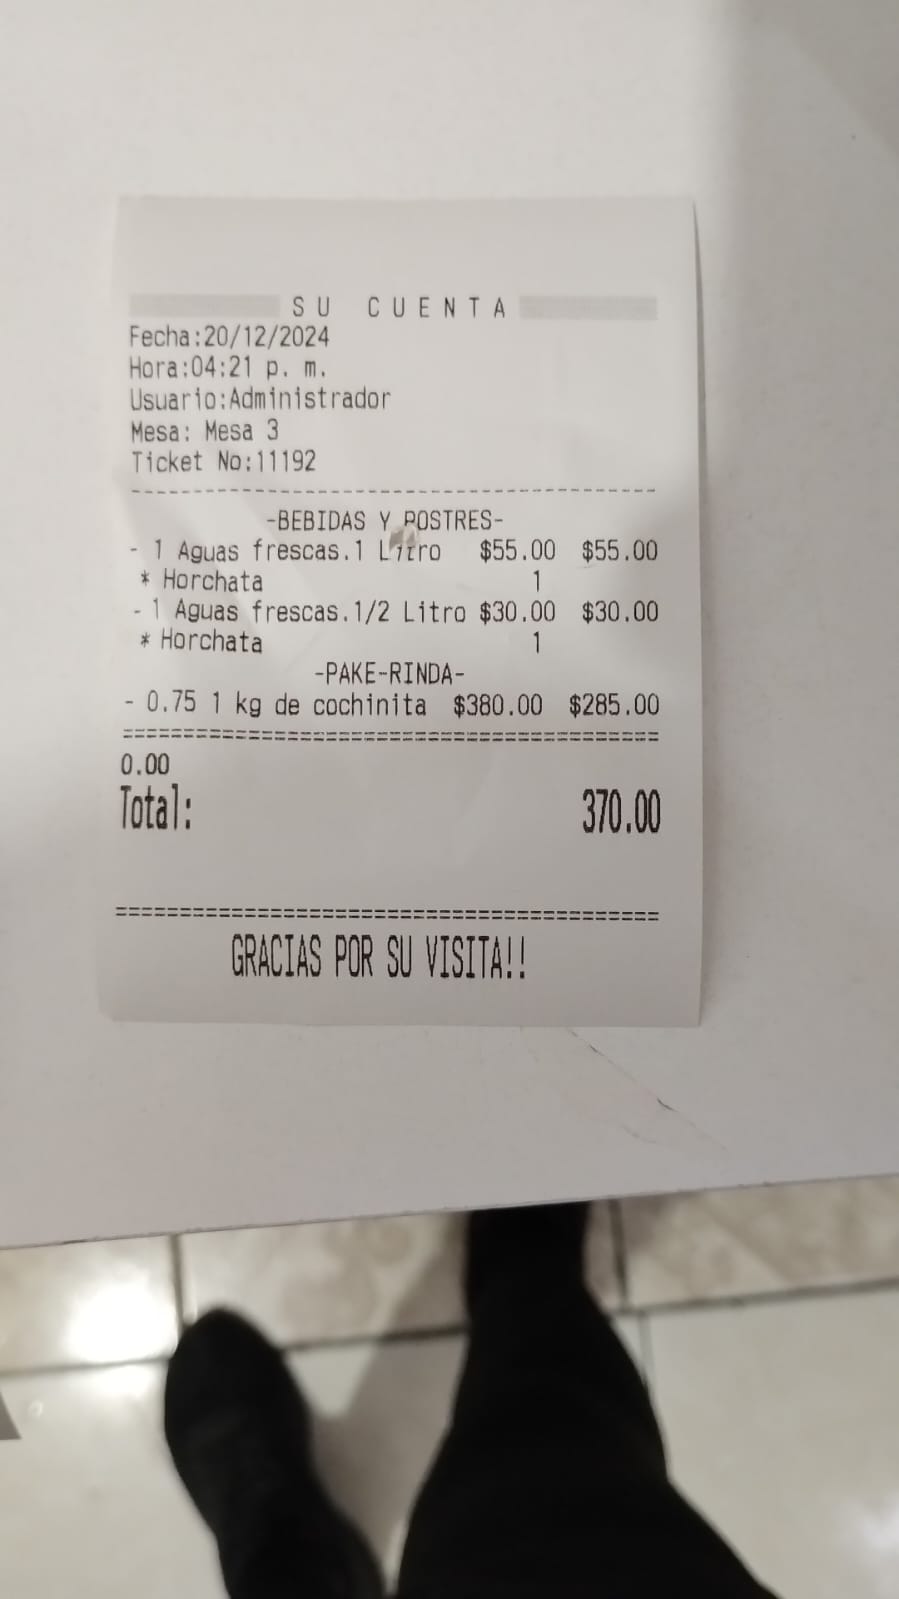 SU CUENTA
Fecha:20/12/2024
Hora:04:21 p. m.
Usuario:Administrador
Mesa: Mesa 3
Ticket No:11192
-BEBIDAS Y POSTRES-
- 1 Aguas frescas.1 Litro $55.00 $55.00
* Horchata 1
- 1 Aguas frescas.1/2 Litro $30.00 $30.00
* Horchata 1
-PAKE-RINDA-
- 0.75 1 kg de cochinita $380.00 $285.00
0.00
Total: 370.00
GRACIAS POR SU VISITA!!